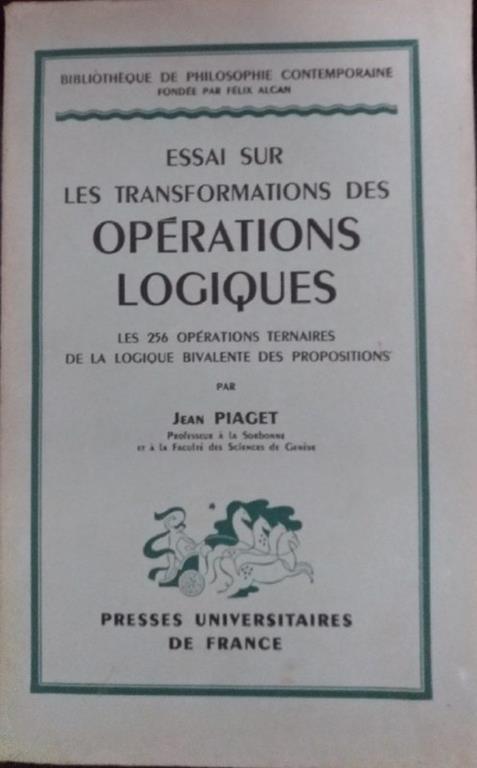 BIBLIOTHÈQUE DE PHILOSOPHIE CONTEMPORAINE
FONDÉE PAR FÉLIX ALCAN
ESSAI SUR
LES TRANSFORMATIONS DES
OPÉRATIONS
LOGIQUES
LES 256 OPÉRATIONS TERNAIRES
DE LA LOGIQUE BIVALENTE DES PROPOSITIONS
PAR
JEAN PIAGET
Professeur à la Sorbonne
et à la Faculté des Sciences de Genève
PRESSES UNIVERSITAIRES
DE FRANCE